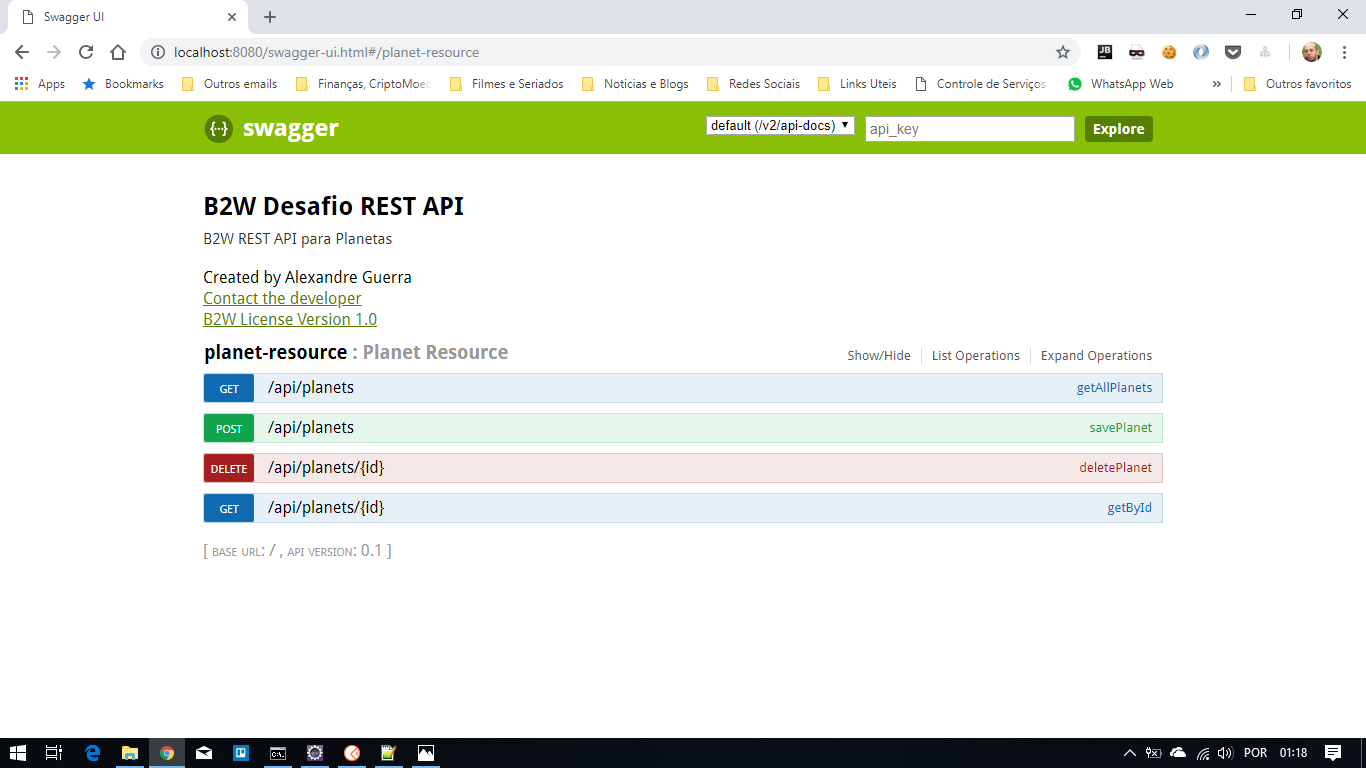 Swagger UI
localhost:8080/swagger-ui.html#/planet-resource
JB
Apps Bookmarks Outros emails Finanças, CriptoMoed Filmes e Seriados Noticias e Blogs Redes Sociais Links Uteis Controle de Serviços WhatsApp Web » Outros favoritos
{··} swagger default (/v2/api-docs) api_key Explore
B2W Desafio REST API
B2W REST API para Planetas
Created by Alexandre Guerra
Contact the developer
B2W License Version 1.0
planet-resource : Planet Resource Show/Hide List Operations Expand Operations
GET /api/planets getAllPlanets
POST /api/planets savePlanet
DELETE /api/planets/{id} deletePlanet
GET /api/planets/{id} getById
[ BASE URL: / , API VERSION: 0.1 ]
POR 01:18